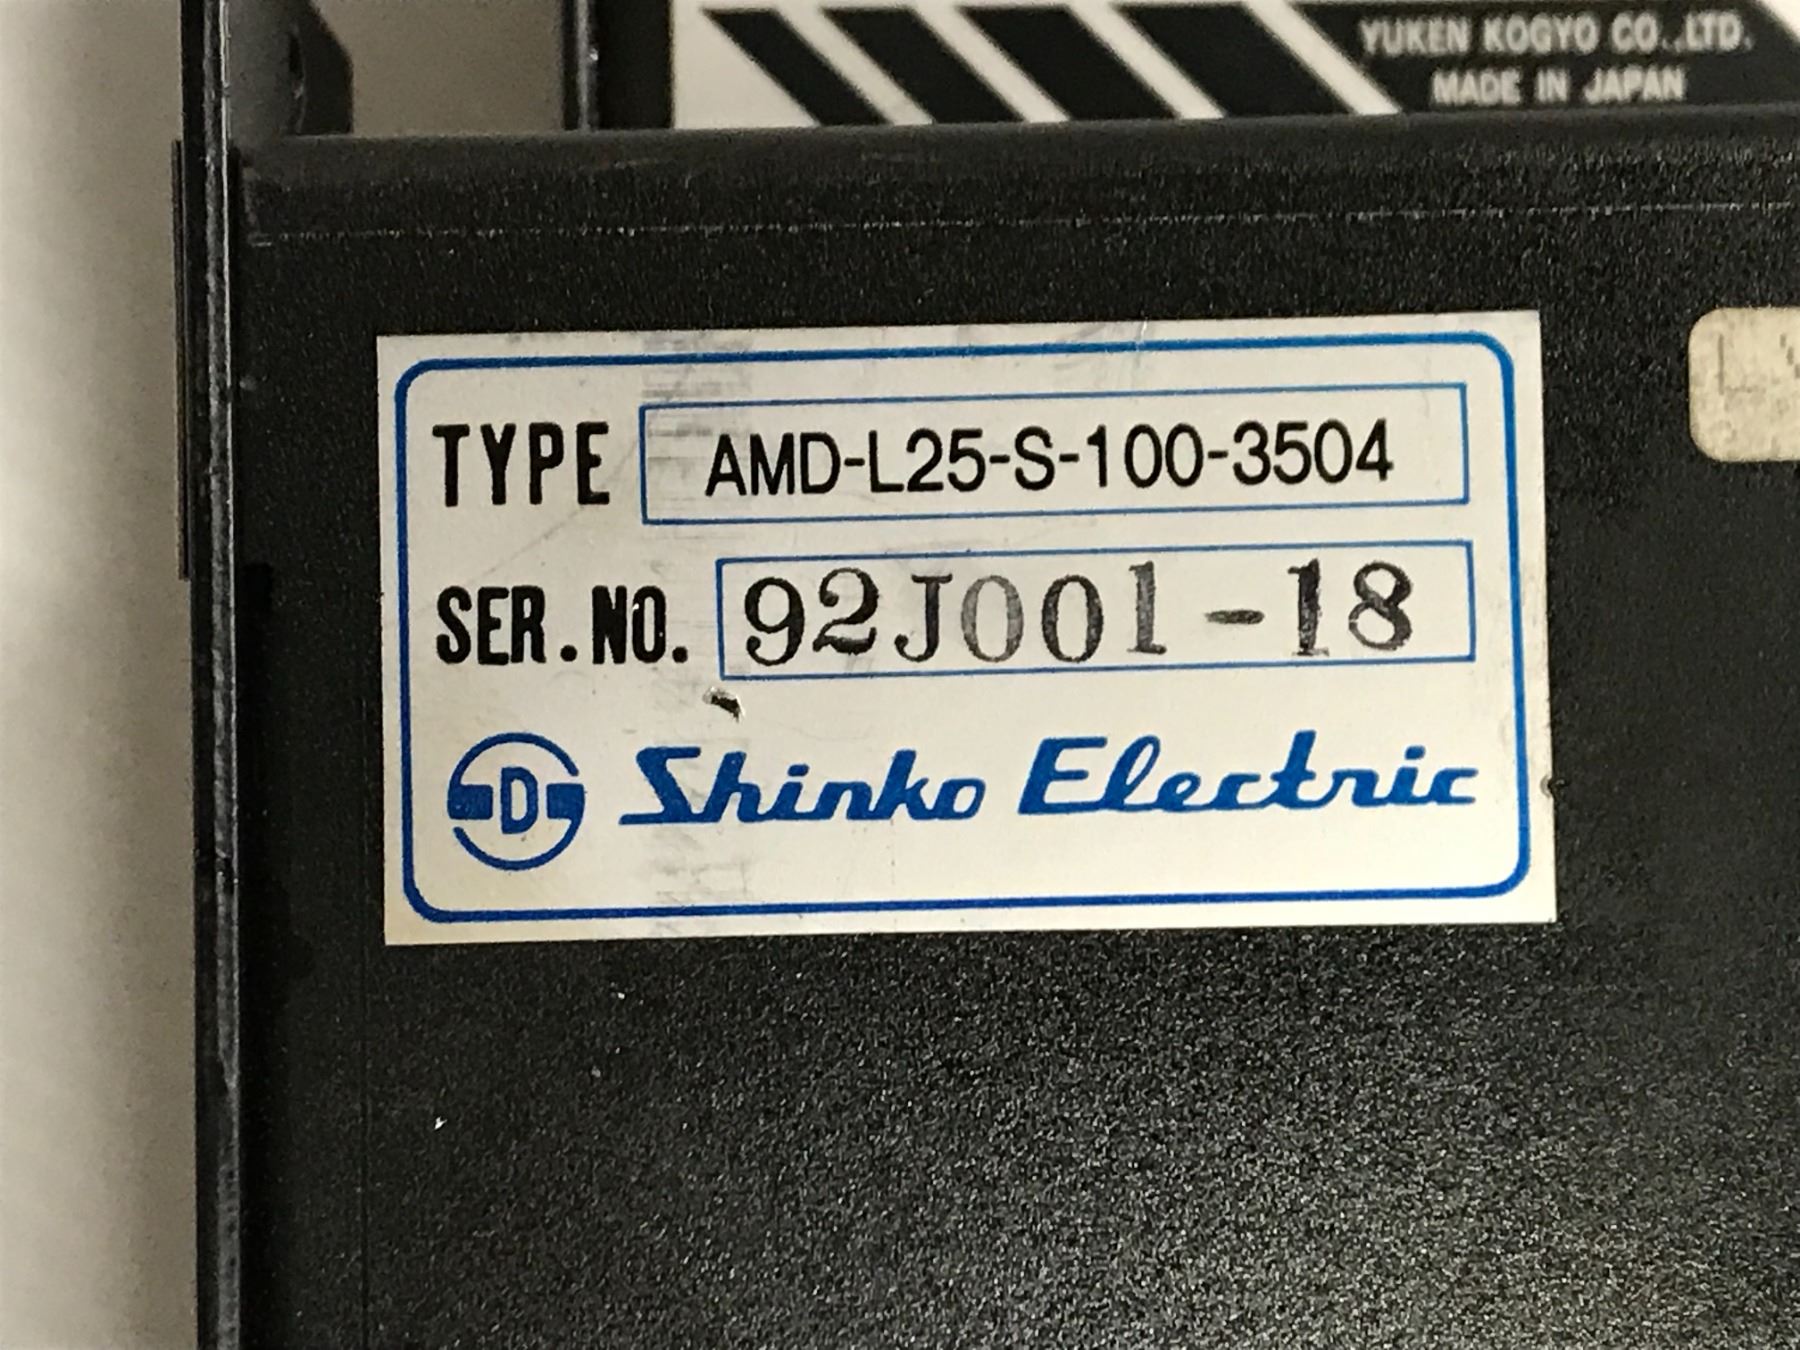 YUKEN KOGYO CO.,LTD.
MADE IN JAPAN
TYPE AMD-L25-S-100-3504
SER.NO. 92J001-18
D Shinko Electric